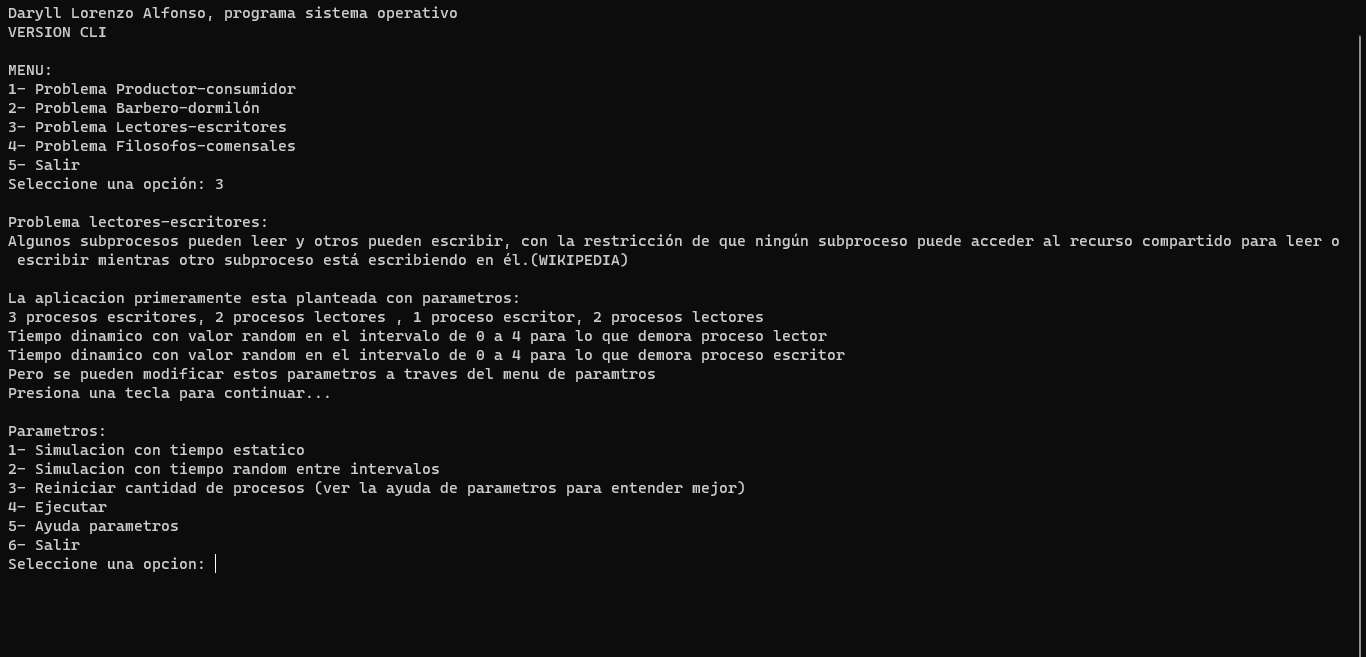 Daryll Lorenzo Alfonso, programa sistema operativo
VERSION CLI
MENU:
1- Problema Productor-consumidor
2- Problema Barbero-dormilón
3- Problema Lectores-escritores
4- Problema Filosofos-comensales
5- Salir
Seleccione una opción: 3
Problema lectores-escritores:
Algunos subprocesos pueden leer y otros pueden escribir, con la restricción de que ningún subproceso puede acceder al recurso compartido para leer o
escribir mientras otro subproceso está escribiendo en él.(WIKIPEDIA)
La aplicacion primeramente esta planteada con parametros:
3 procesos escritores, 2 procesos lectores , 1 proceso escritor, 2 procesos lectores
Tiempo dinamico con valor random en el intervalo de 0 a 4 para lo que demora proceso lector
Tiempo dinamico con valor random en el intervalo de 0 a 4 para lo que demora proceso escritor
Pero se pueden modificar estos parametros a traves del menu de paramtros
Presiona una tecla para continuar...
Parametros:
1- Simulacion con tiempo estatico
2- Simulacion con tiempo random entre intervalos
3- Reiniciar cantidad de procesos (ver la ayuda de parametros para entender mejor)
4- Ejecutar
5- Ayuda parametros
6- Salir
Seleccione una opcion: